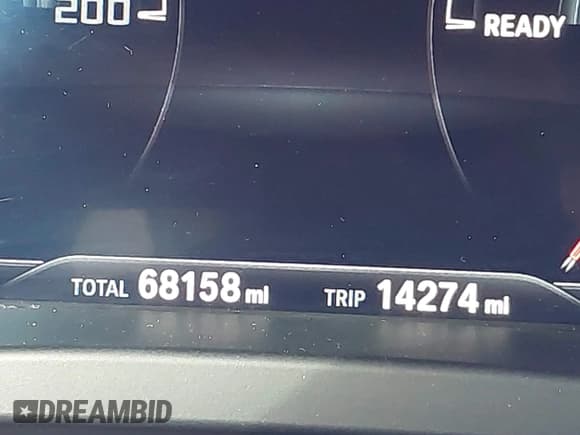 200
READY
TOTAL 68158 mi TRIP 14274 mi
DREAMBID